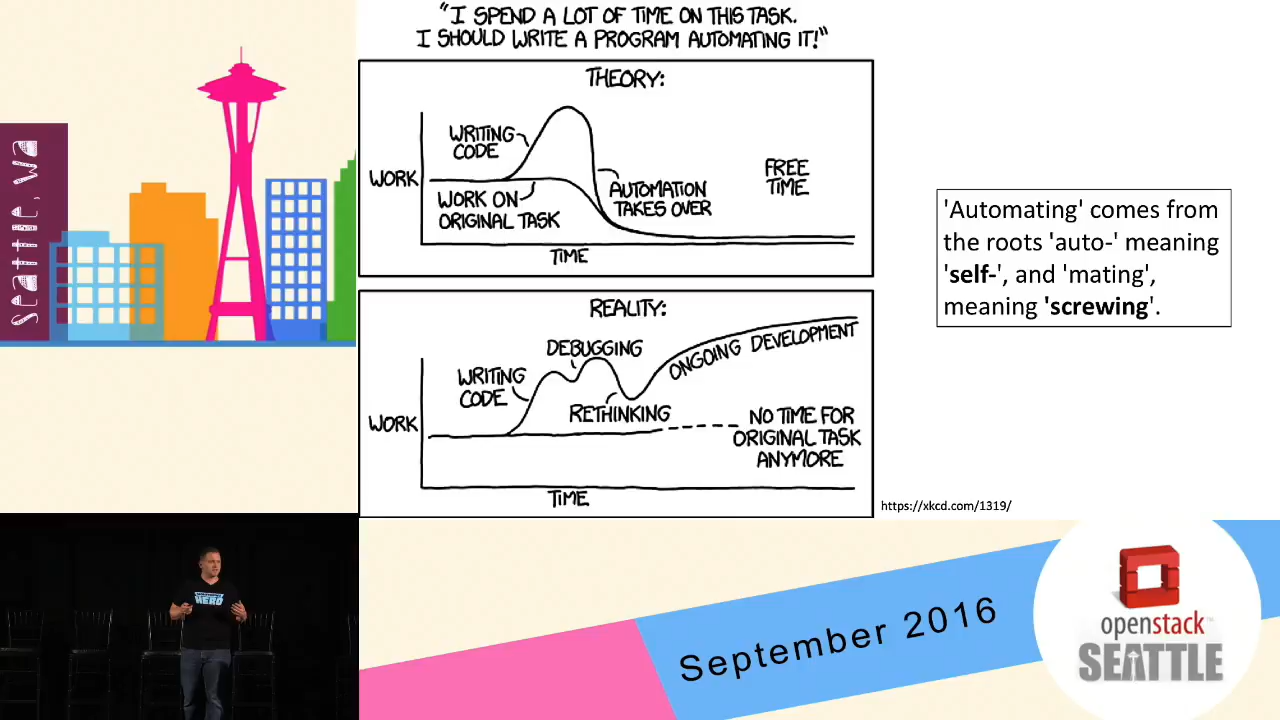 "I SPEND A LOT OF TIME ON THIS TASK.
I SHOULD WRITE A PROGRAM AUTOMATING IT!"
THEORY:
WRITING
CODE
WORK
WORK ON
ORIGINAL TASK
AUTOMATION
TAKES OVER
FREE
TIME
TIME
REALITY:
WRITING
CODE
DEBUGGING
RETHINKING
ONGOING DEVELOPMENT
WORK
NO TIME FOR
ORIGINAL TASK
ANYMORE
TIME
'Automating' comes from
the roots 'auto-' meaning
'self-', and 'mating',
meaning 'screwing'.
https://xkcd.com/1319/
Seattle, wa
HERO
September 2016
openstack™
SEATTLE